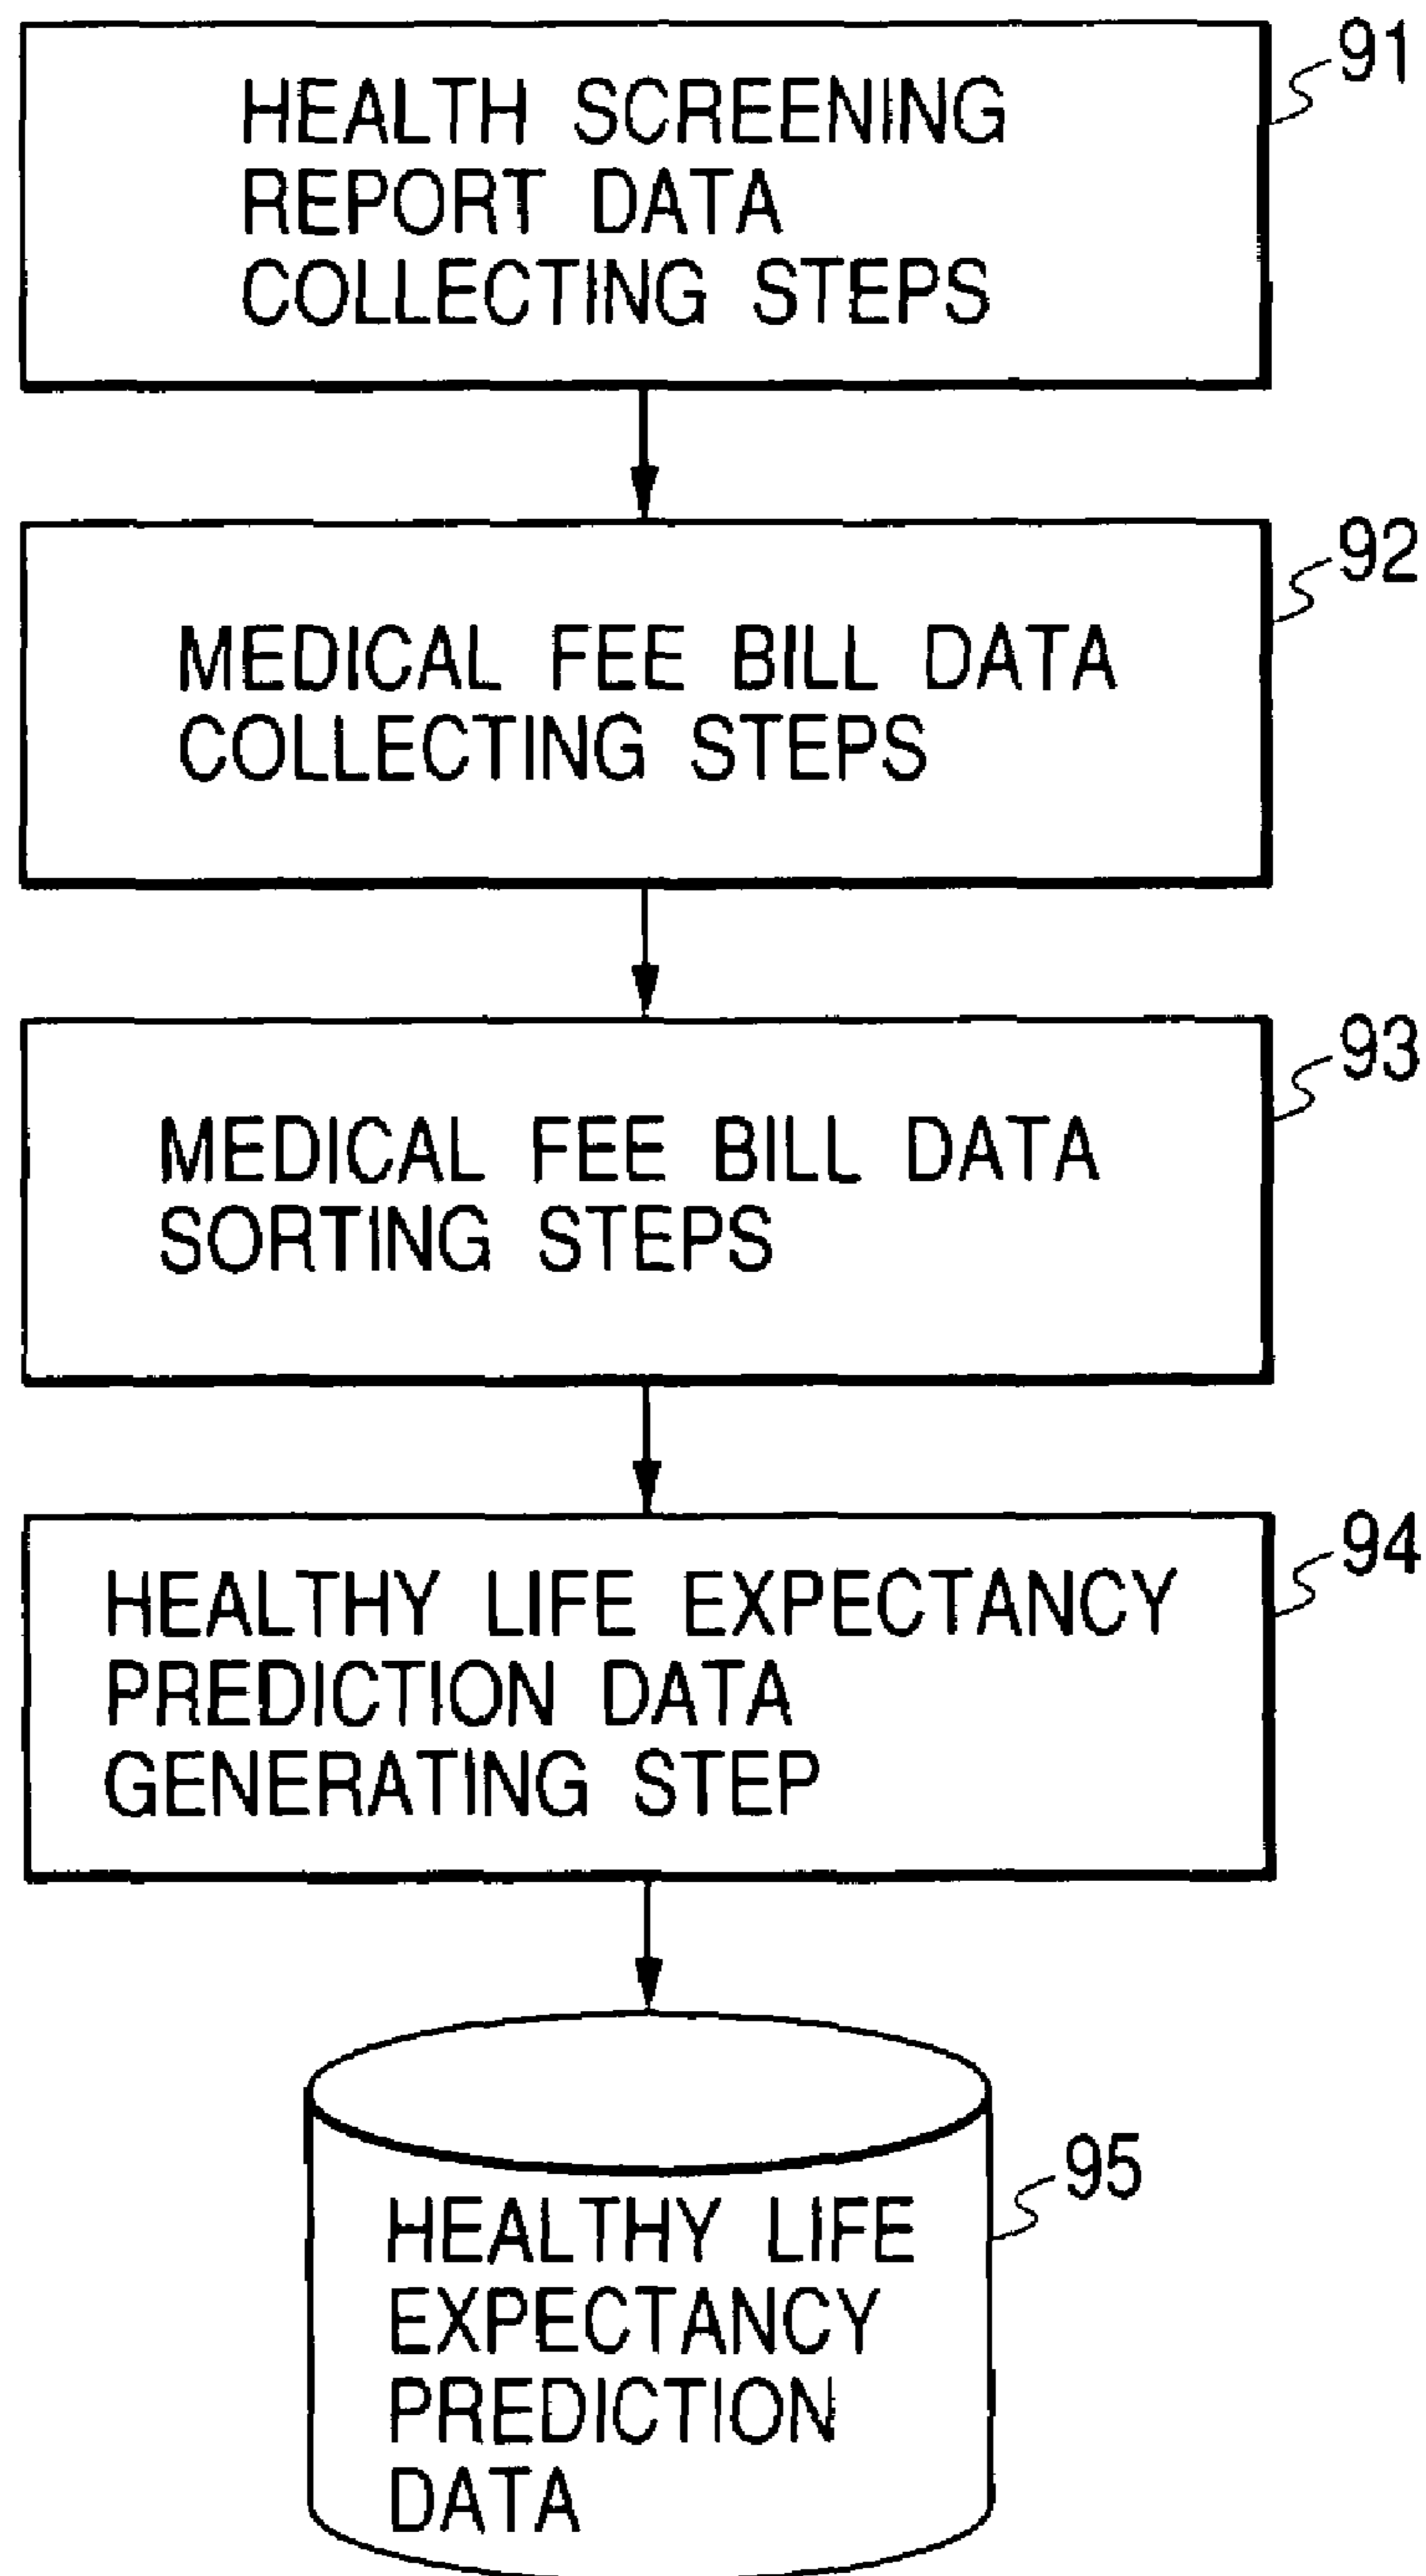 91
HEALTH SCREENING
REPORT DATA
COLLECTING STEPS
92
MEDICAL FEE BILL DATA
COLLECTING STEPS
93
MEDICAL FEE BILL DATA
SORTING STEPS
94
HEALTHY LIFE EXPECTANCY
PREDICTION DATA
GENERATING STEP
95
HEALTHY LIFE
EXPECTANCY
PREDICTION
DATA